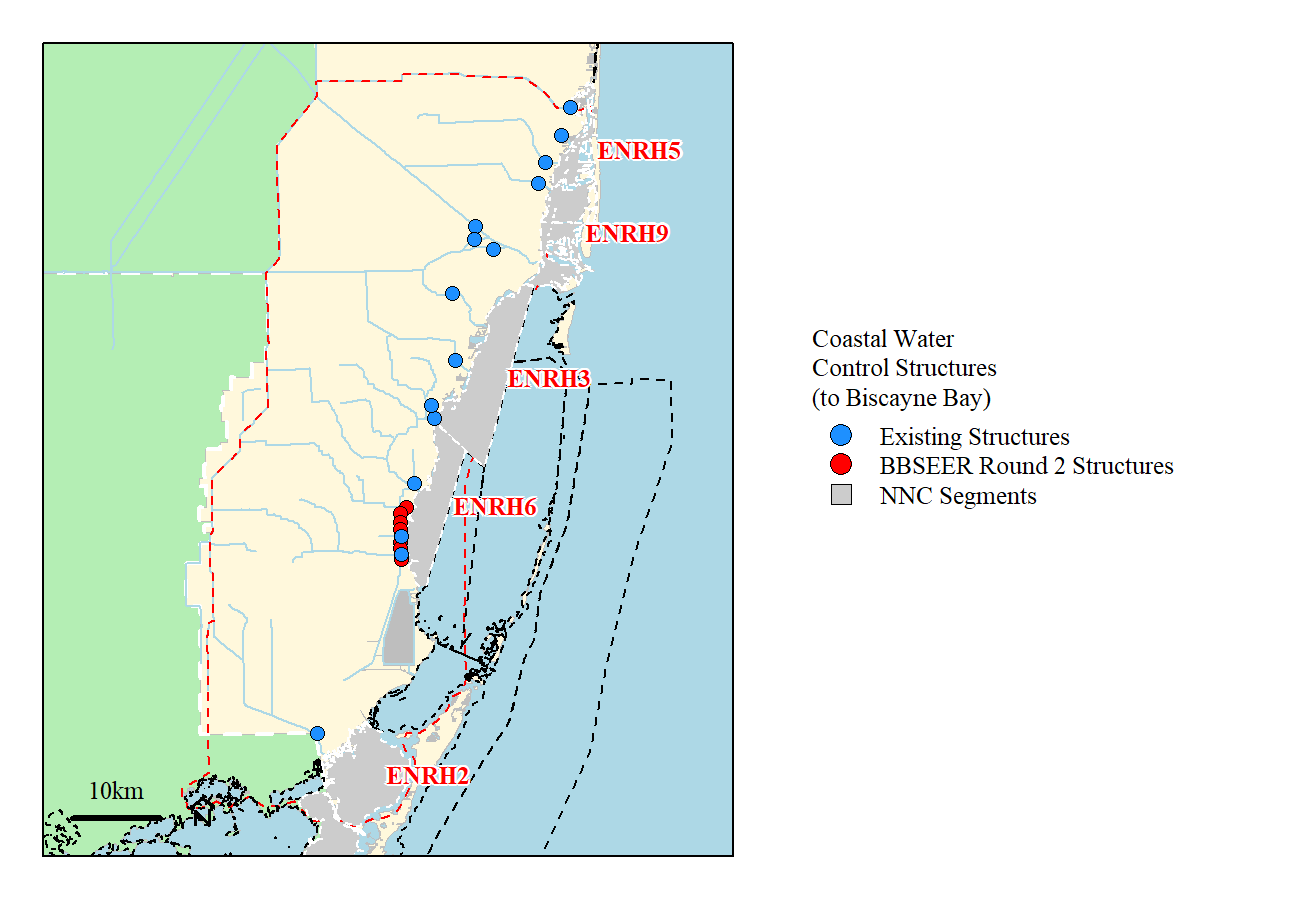 ENRH5
ENRH9
ENRH3
ENRH6
ENRH2
10km
N
Coastal Water
Control Structures
(to Biscayne Bay)
Existing Structures
BBSEER Round 2 Structures
NNC Segments